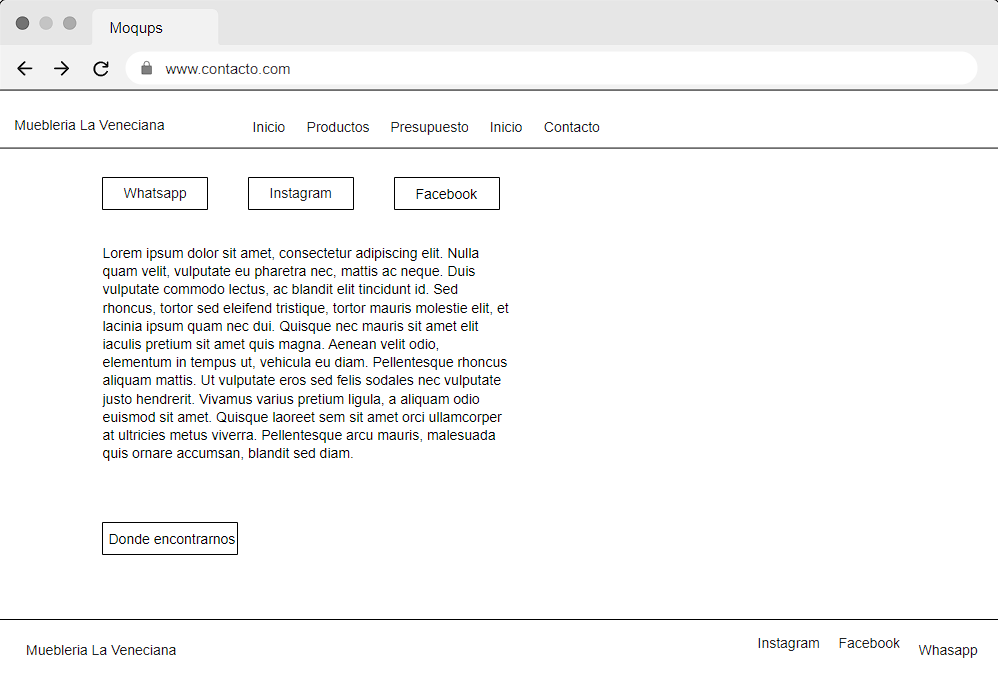 Moqups
www.contacto.com
Muebleria La Veneciana
Inicio Productos Presupuesto Inicio Contacto
Whatsapp Instagram Facebook
Lorem ipsum dolor sit amet, consectetur adipiscing elit. Nulla
quam velit, vulputate eu pharetra nec, mattis ac neque. Duis
vulputate commodo lectus, ac blandit elit tincidunt id. Sed
rhoncus, tortor sed eleifend tristique, tortor mauris molestie elit, et
lacinia ipsum quam nec dui. Quisque nec mauris sit amet elit
iaculis pretium sit amet quis magna. Aenean velit odio,
elementum in tempus ut, vehicula eu diam. Pellentesque rhoncus
aliquam mattis. Ut vulputate eros sed felis sodales nec vulputate
justo hendrerit. Vivamus varius pretium ligula, a aliquam odio
euismod sit amet. Quisque laoreet sem sit amet orci ullamcorper
at ultricies metus viverra. Pellentesque arcu mauris, malesuada
quis ornare accumsan, blandit sed diam.
Donde encontrarnos
Muebleria La Veneciana
Instagram Facebook Whasapp